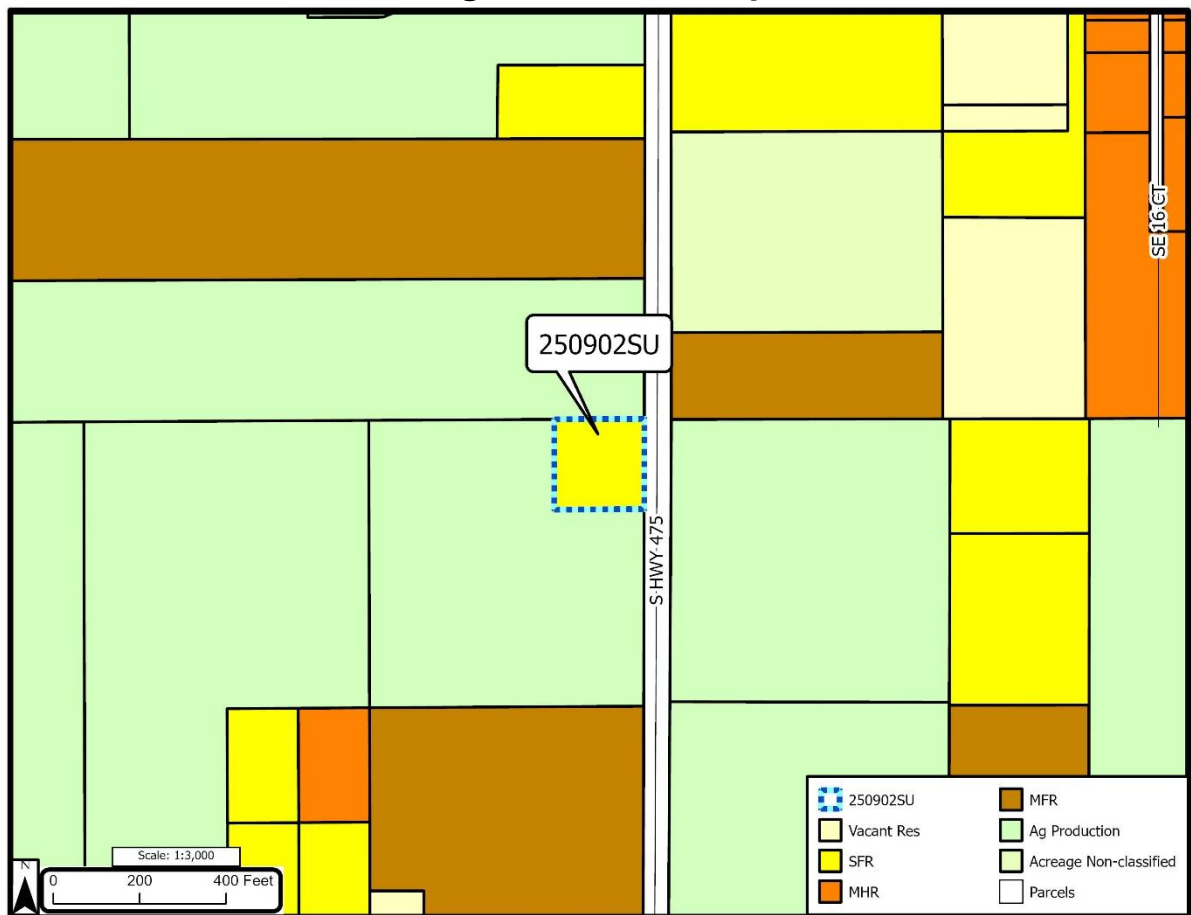 SE 16 CT
250902SU
S HWY 475
Scale: 1:3,000
N
0 200 400 Feet
250902SU
Vacant Res
SFR
MHR
MFR
Ag Production
Acreage Non-classified
Parcels